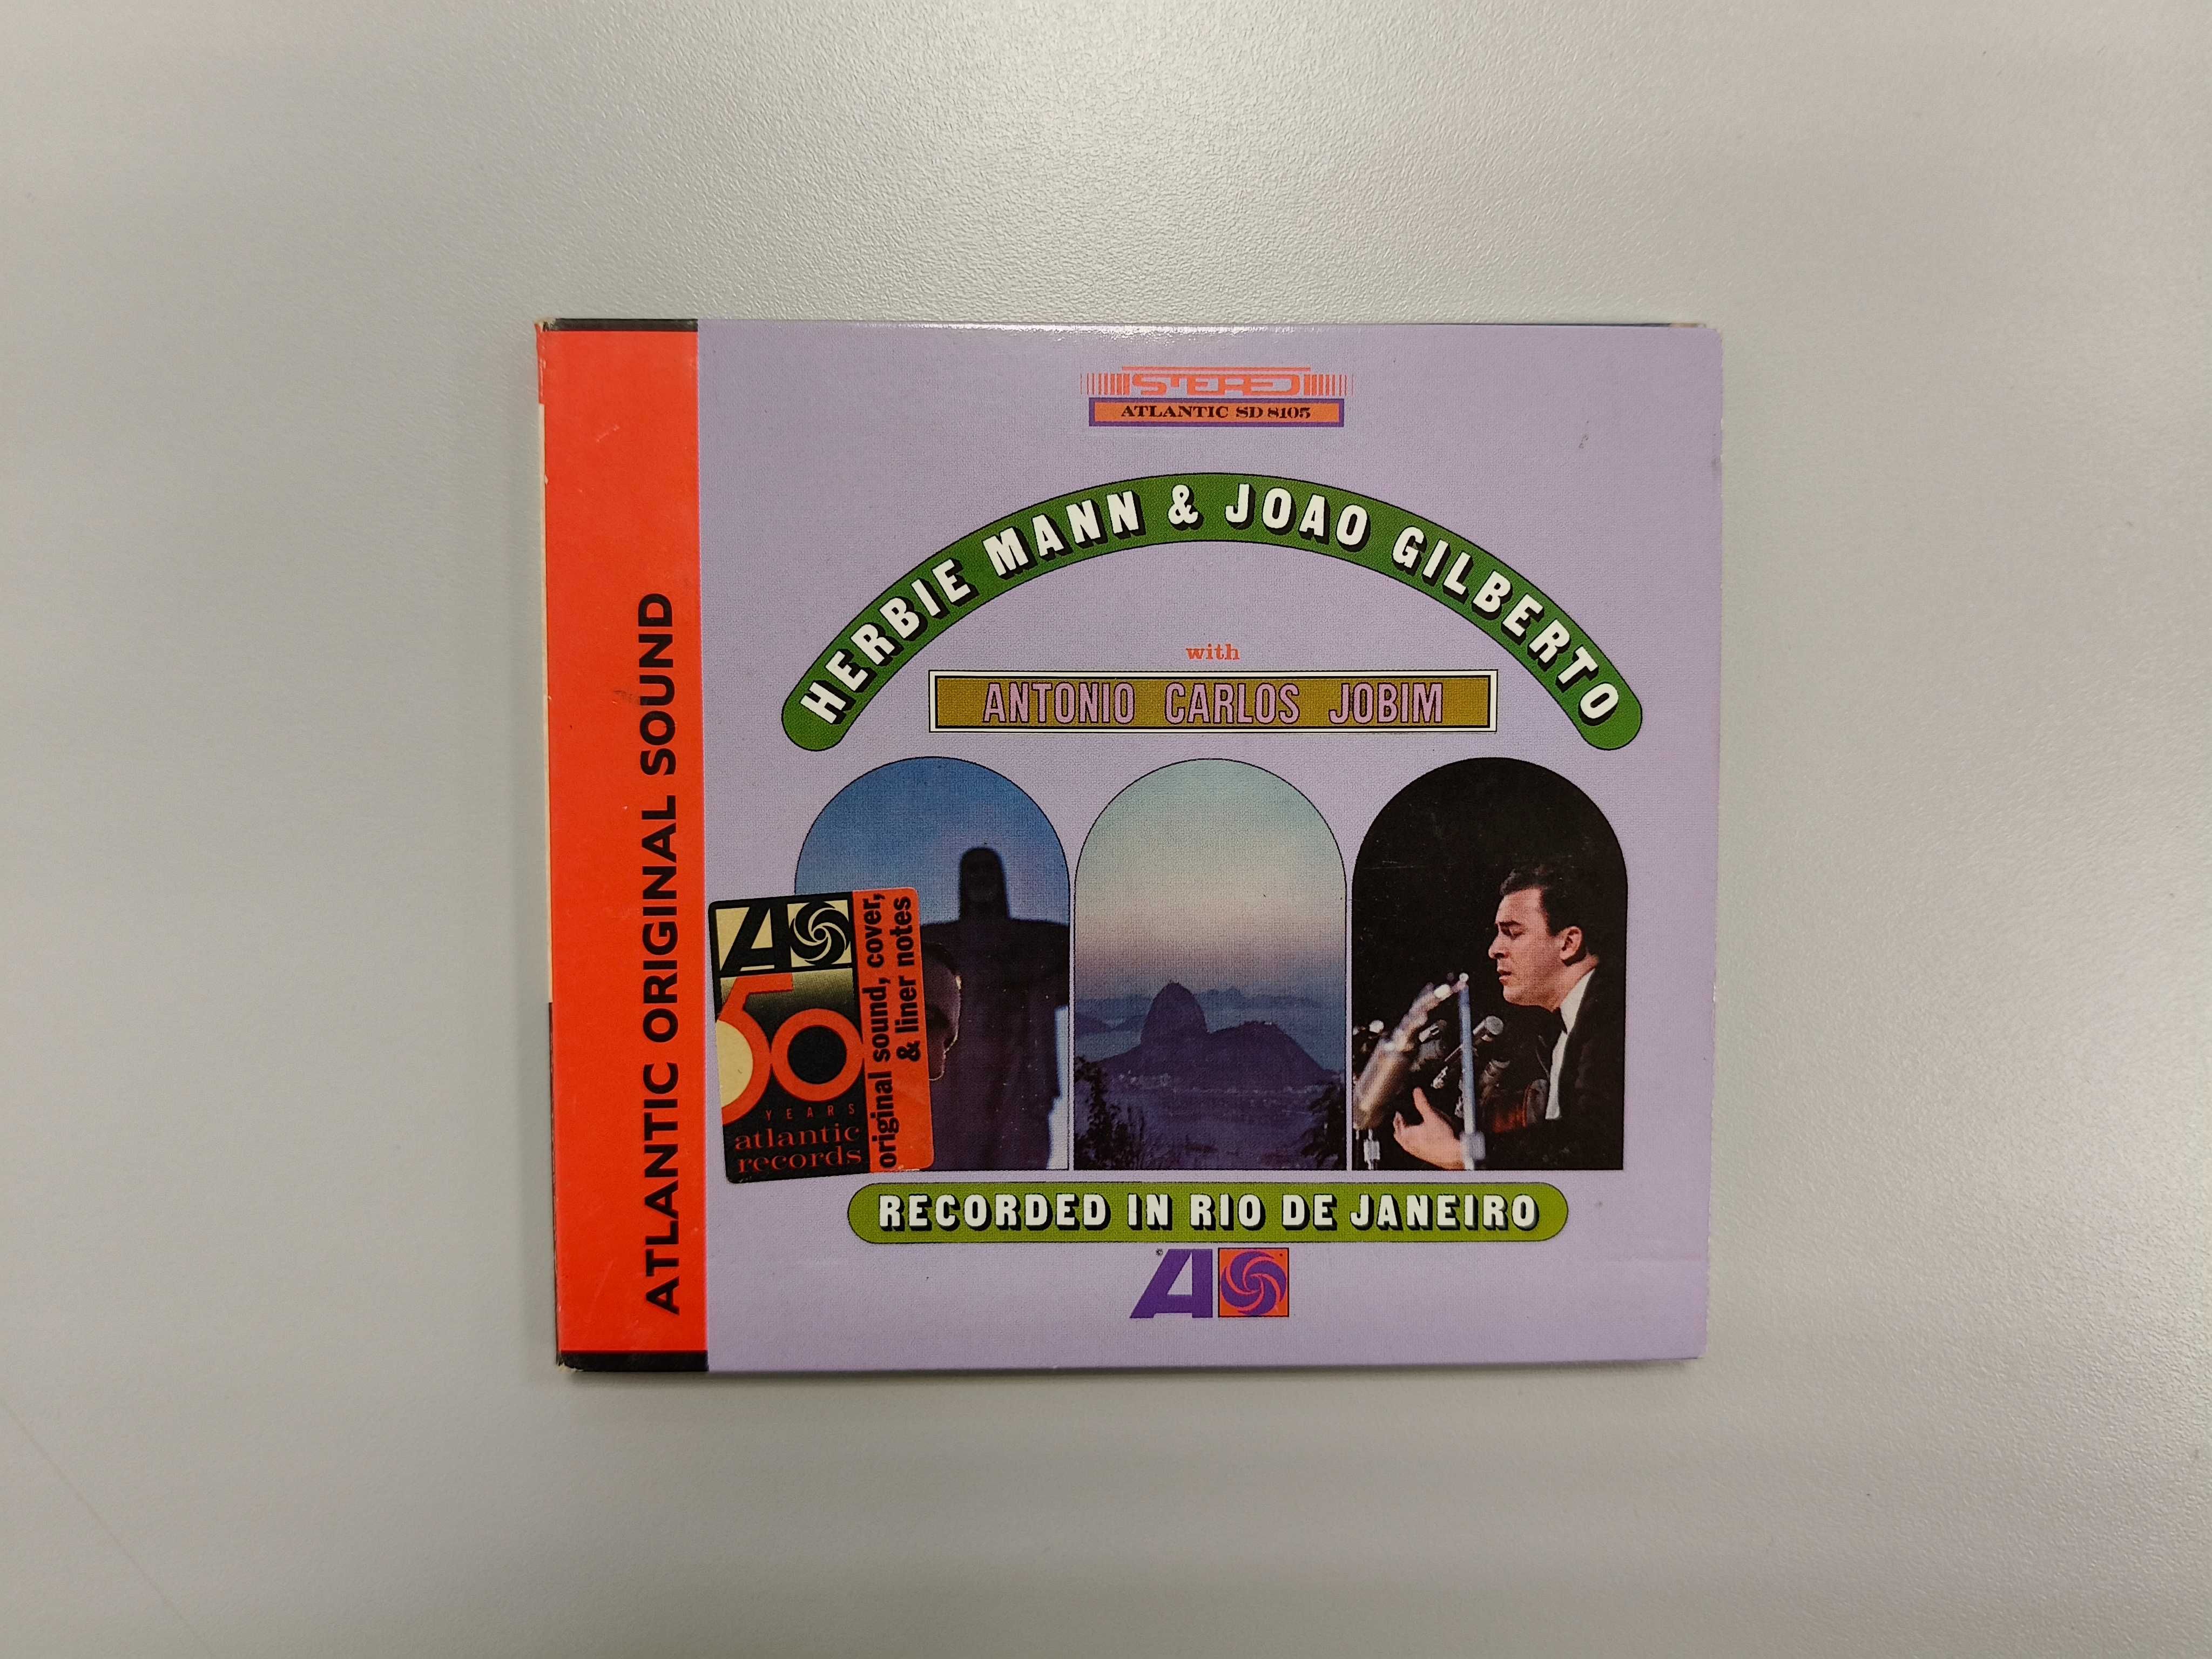 ATLANTIC ORIGINAL SOUND
STEREO
ATLANTIC SD 8105
HERBIE MANN & JOAO GILBERTO
with
ANTONIO CARLOS JOBIM
A
50
YEARS
atlantic
records
original sound, cover,
& liner notes
RECORDED IN RIO DE JANEIRO
A